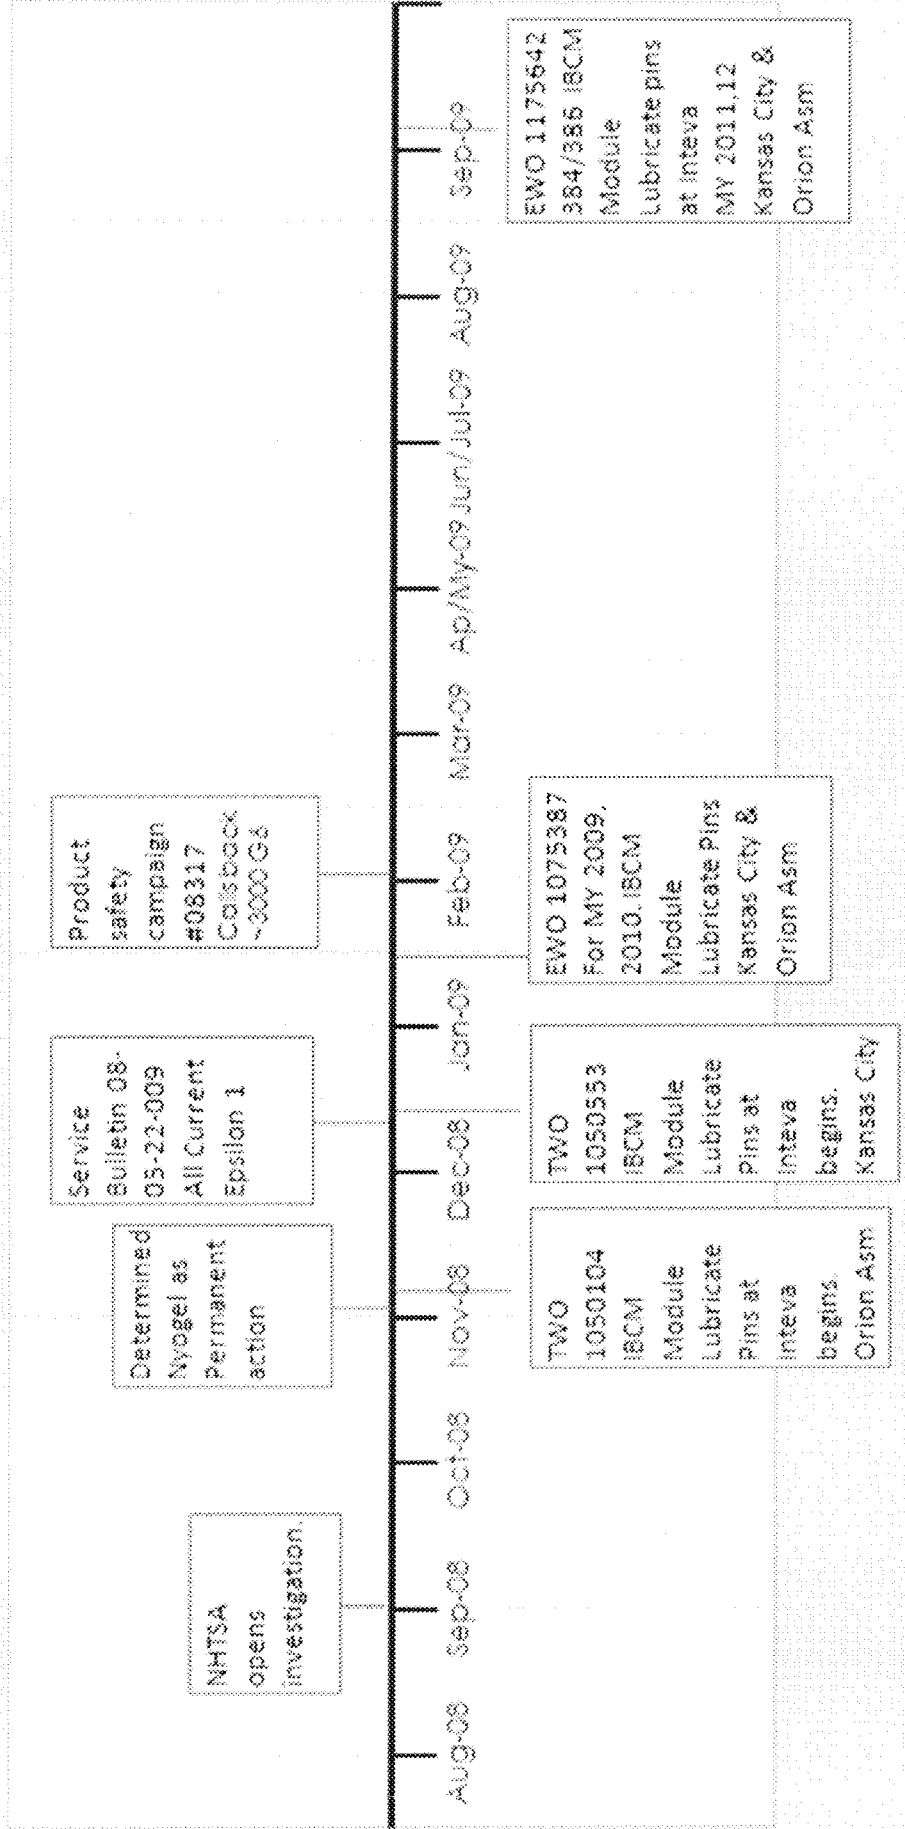 NHTSA
opens
investigation.
Determined
Nyogel as
Permanent
action
Service
Bulletin 08-
05-22-009
All Current
Epsilon 1
Product
safety
campaign
#08317
Callsback
~3000 G6
Aug-08
Sep-08
Oct-08
Nov-08
Dec-08
Jan-09
Feb-09
Mar-09
Ap/My-09
Jun/Jul-09
Aug-09
Sep-09
TWO
1050104
IBCM
Module
Lubricate
Pins at
Inteva
begins.
Orion Asm
TWO
1050553
IBCM
Module
Lubricate
Pins at
Inteva
begins.
Kansas City
EWO 1075387
For MY 2009,
2010. IBCM
Module
Lubricate Pins
Kansas City &
Orion Asm
EWO 1175642
384/386 IBCM
Module
Lubricate pins
at Inteva
MY 2011,12
Kansas City &
Orion Asm